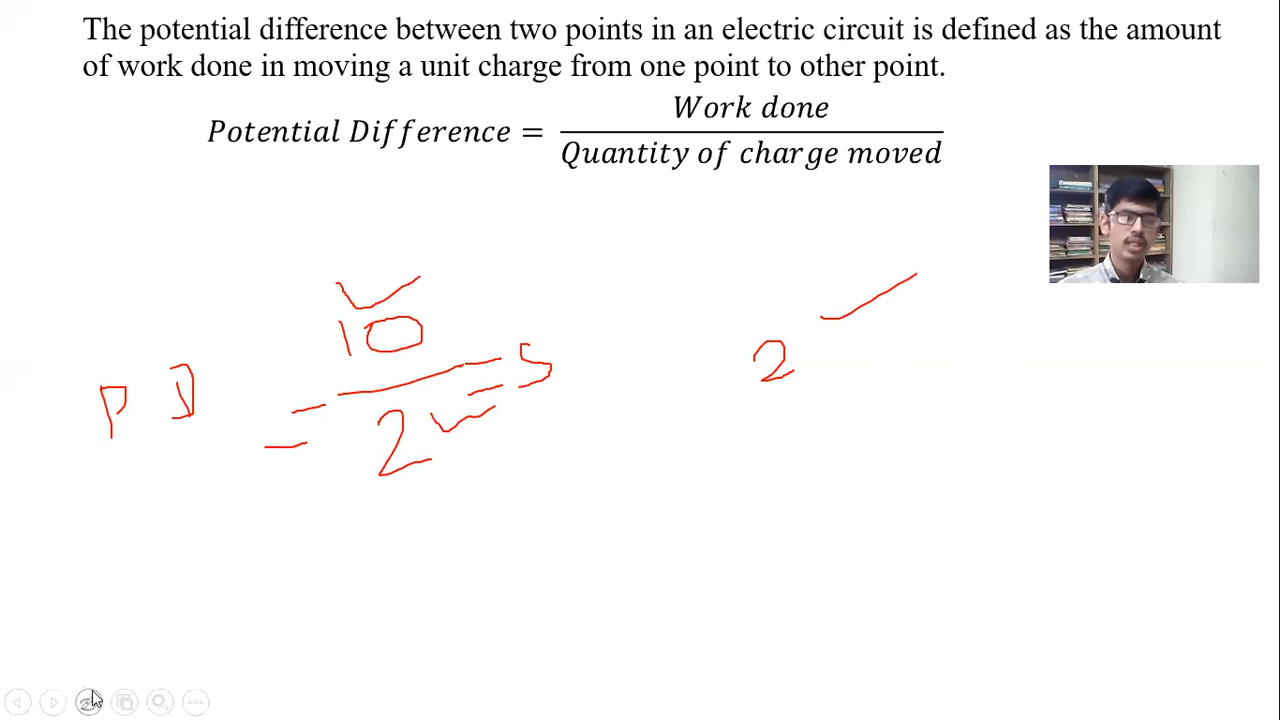 The potential difference between two points in an electric circuit is defined as the amount
of work done in moving a unit charge from one point to other point.
Potential Difference = Work done
Quantity of charge moved
10
2
P D = 2 = 5